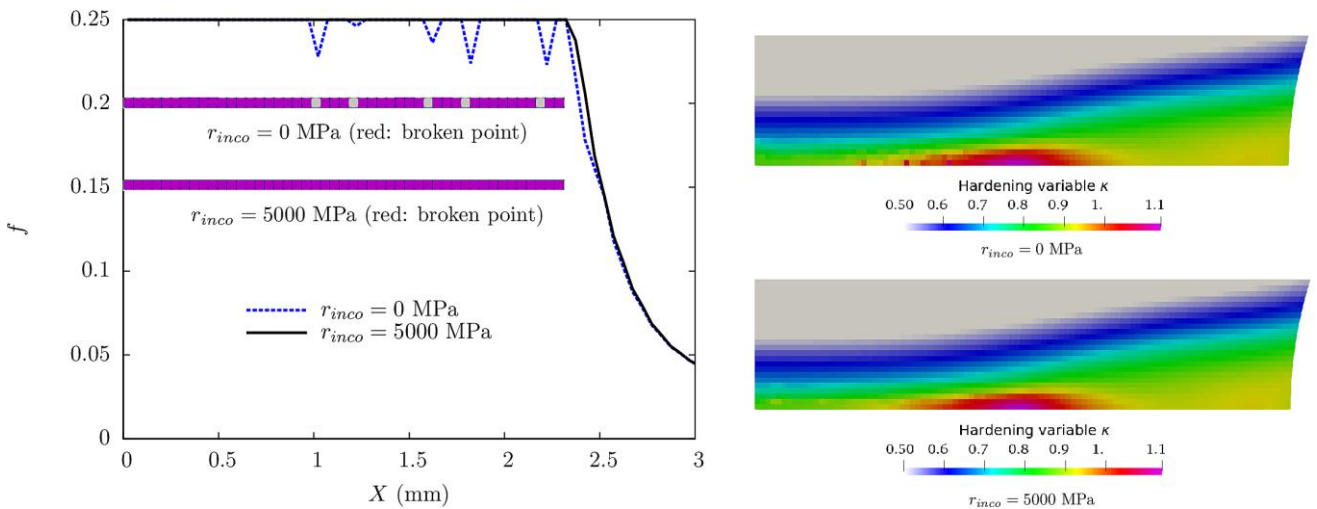 0.25
0.2
0.15
0.1
0.05
0
f
r_inco = 0 MPa (red: broken point)
r_inco = 5000 MPa (red: broken point)
r_inco = 0 MPa
r_inco = 5000 MPa
0 0.5 1 1.5 2 2.5 3
X (mm)
Hardening variable κ
0.50 0.6 0.7 0.8 0.9 1. 1.1
r_inco = 0 MPa
Hardening variable κ
0.50 0.6 0.7 0.8 0.9 1. 1.1
r_inco = 5000 MPa